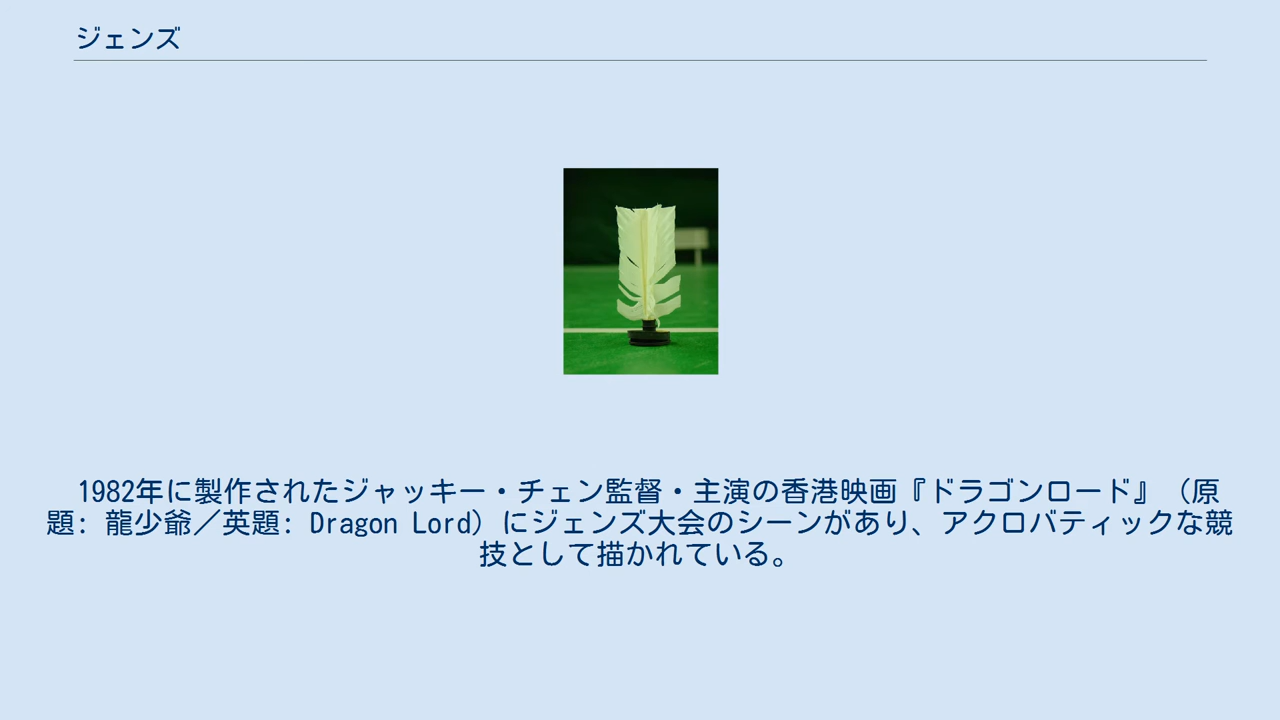 ジェンズ
1982年に製作されたジャッキー・チェン監督・主演の香港映画『ドラゴンロード』（原
題: 龍少爺／英題: Dragon Lord）にジェンズ大会のシーンがあり、アクロバティックな競
技として描かれている。